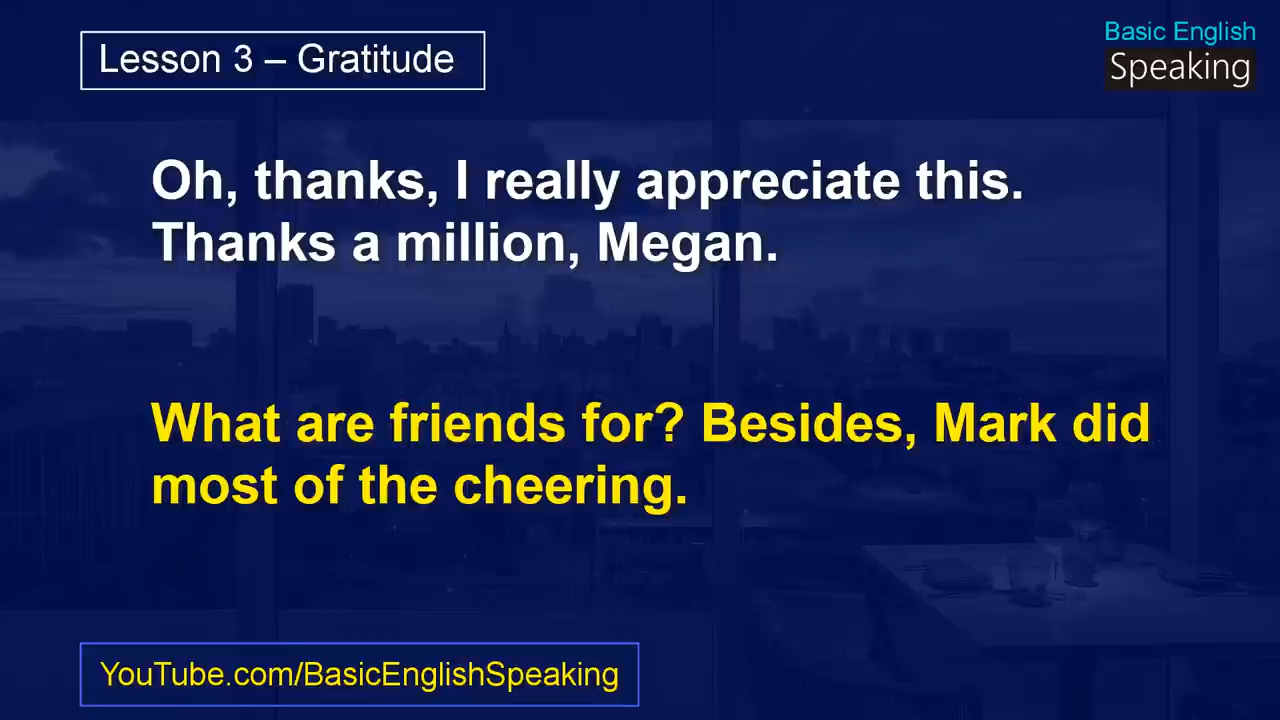 Lesson 3 – Gratitude
Basic English
Speaking
Oh, thanks, I really appreciate this.
Thanks a million, Megan.
What are friends for? Besides, Mark did
most of the cheering.
YouTube.com/BasicEnglishSpeaking